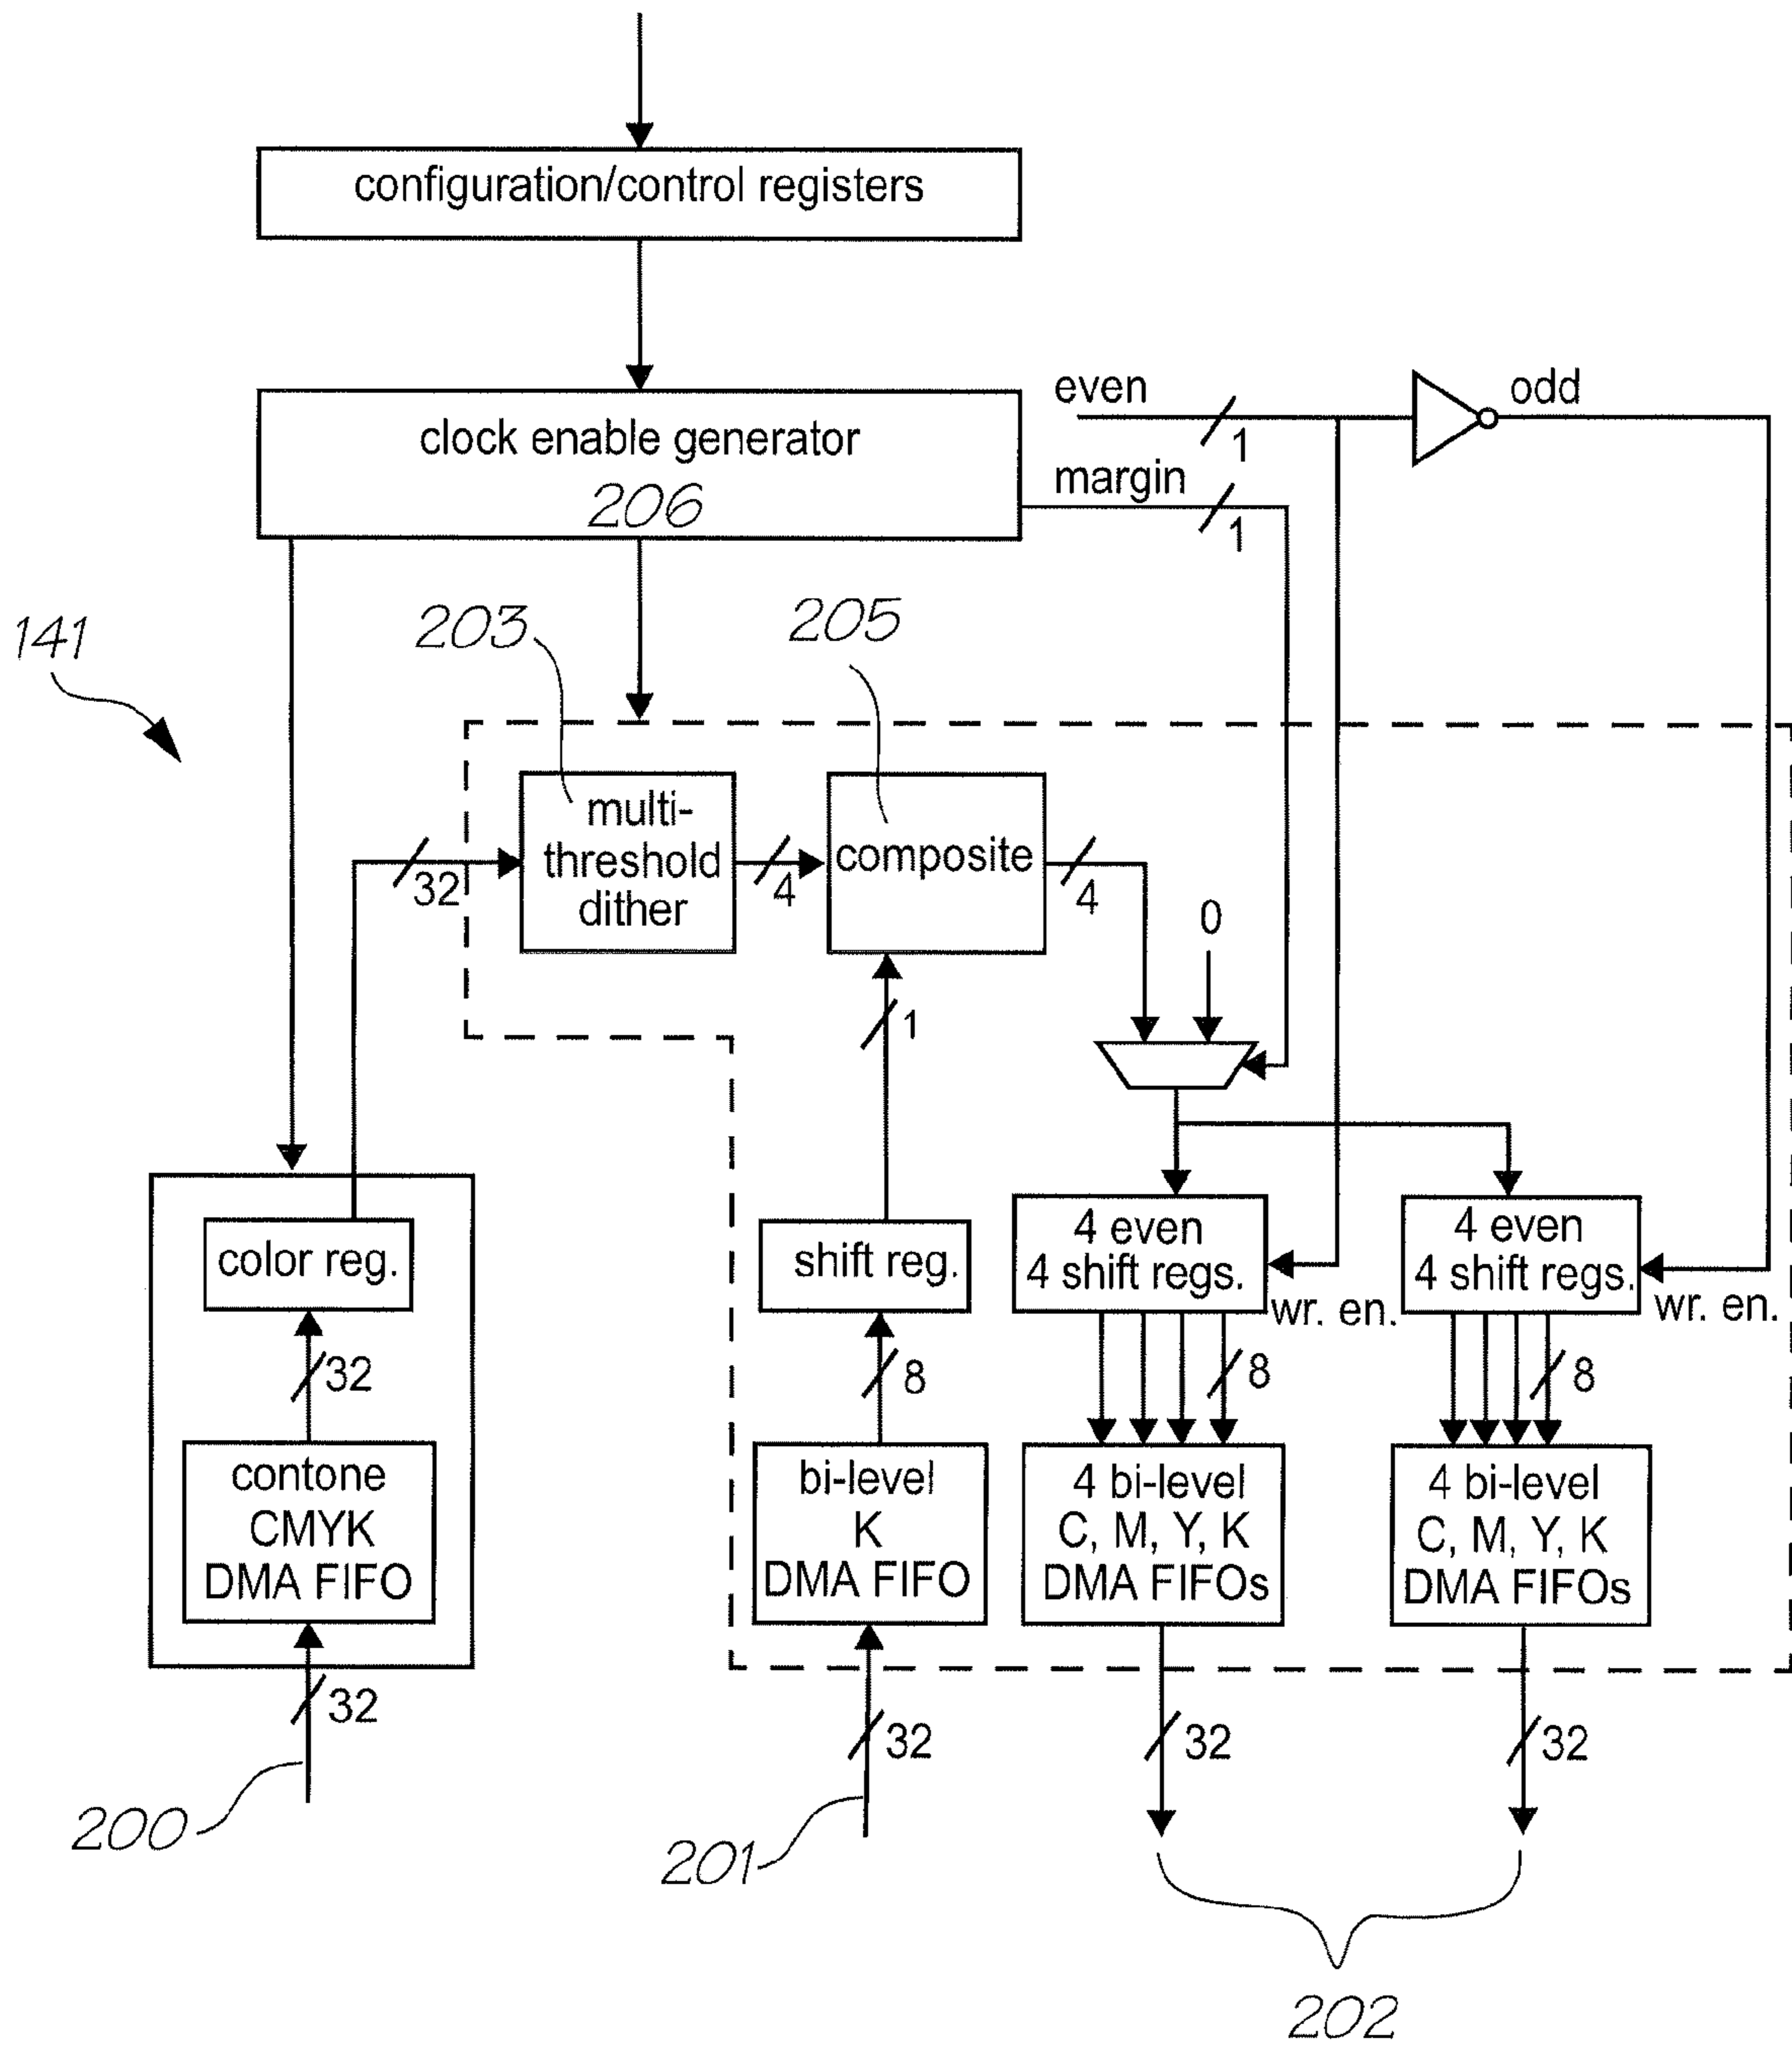 configuration/control registers
even
odd
clock enable generator
206
1
margin
1
141
203
205
multi-
threshold
dither
32
4
composite
4
0
1
color reg.
shift reg.
4 even
4 shift regs.
wr. en.
4 even
4 shift regs.
wr. en.
32
8
8
8
contone
CMYK
DMA FIFO
bi-level
K
DMA FIFO
4 bi-level
C, M, Y, K
DMA FIFOs
4 bi-level
C, M, Y, K
DMA FIFOs
32
32
32
32
200
201
202